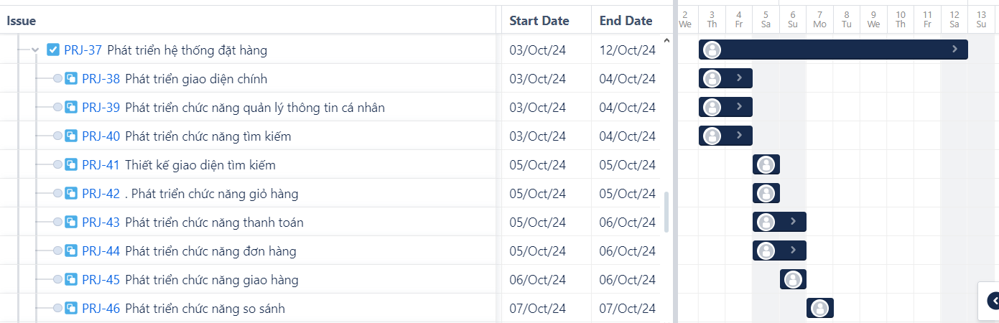 Issue Start Date End Date 2 3 4 5 6 7 8 9 10 11 12 13
We Th Fr Sa Su Mo Tu We Th Fr Sa Su
PRJ-37 Phát triển hệ thống đặt hàng 03/Oct/24 12/Oct/24
PRJ-38 Phát triển giao diện chính 03/Oct/24 04/Oct/24
PRJ-39 Phát triển chức năng quản lý thông tin cá nhân 03/Oct/24 04/Oct/24
PRJ-40 Phát triển chức năng tìm kiếm 03/Oct/24 04/Oct/24
PRJ-41 Thiết kế giao diện tìm kiếm 05/Oct/24 05/Oct/24
PRJ-42 . Phát triển chức năng giỏ hàng 05/Oct/24 05/Oct/24
PRJ-43 Phát triển chức năng thanh toán 05/Oct/24 06/Oct/24
PRJ-44 Phát triển chức năng đơn hàng 05/Oct/24 06/Oct/24
PRJ-45 Phát triển chức năng giao hàng 06/Oct/24 06/Oct/24
PRJ-46 Phát triển chức năng so sánh 07/Oct/24 07/Oct/24